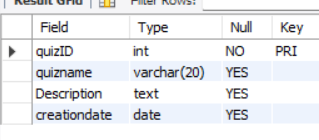 Result Grid Filter Rows:
Field Type Null Key
quizID int NO PRI
quizname varchar(20) YES
Description text YES
creationdate date YES